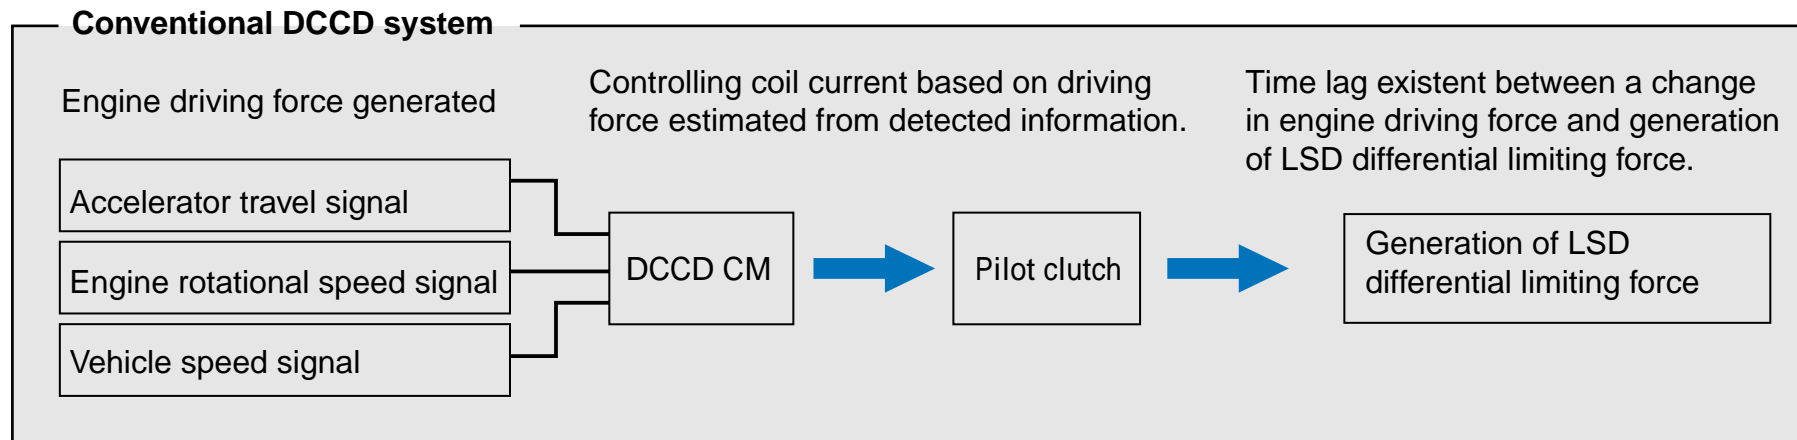 Conventional DCCD system
Engine driving force generated
Controlling coil current based on driving
force estimated from detected information.
Time lag existent between a change
in engine driving force and generation
of LSD differential limiting force.
Accelerator travel signal
Engine rotational speed signal
Vehicle speed signal
DCCD CM
Pilot clutch
Generation of LSD
differential limiting force